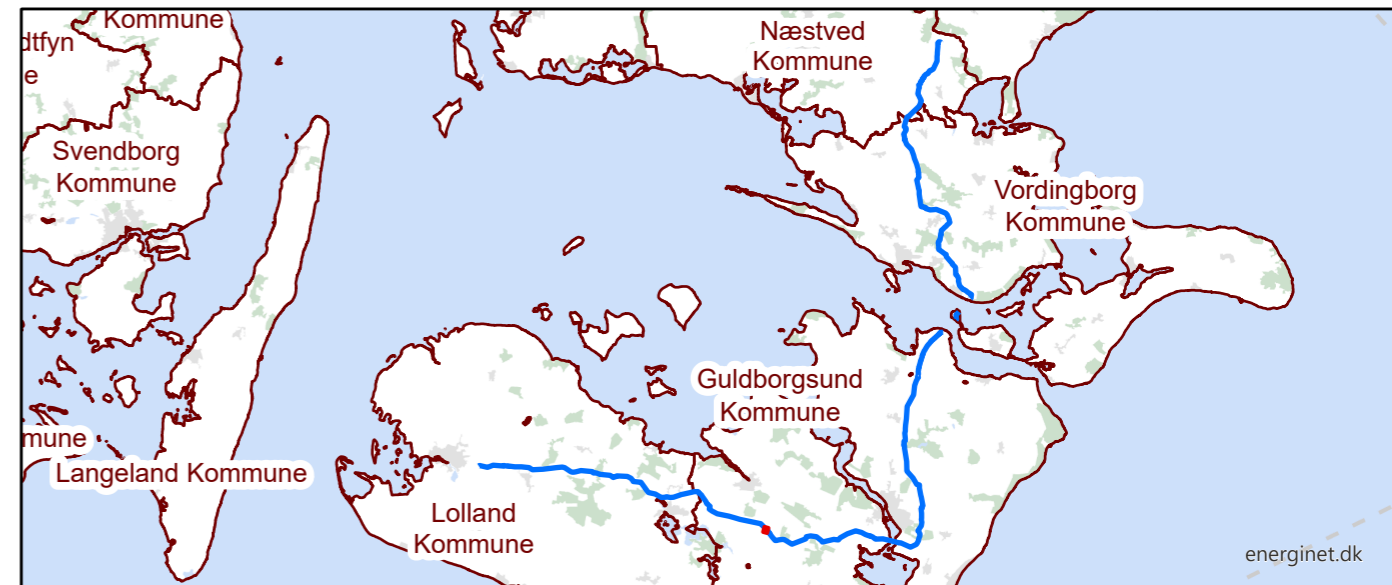 Kommune
dtfyn
e
Næstved
Kommune
Svendborg
Kommune
Vordingborg
Kommune
Guldborgsund
Kommune
mune
Langeland Kommune
Lolland
Kommune
energinet.dk